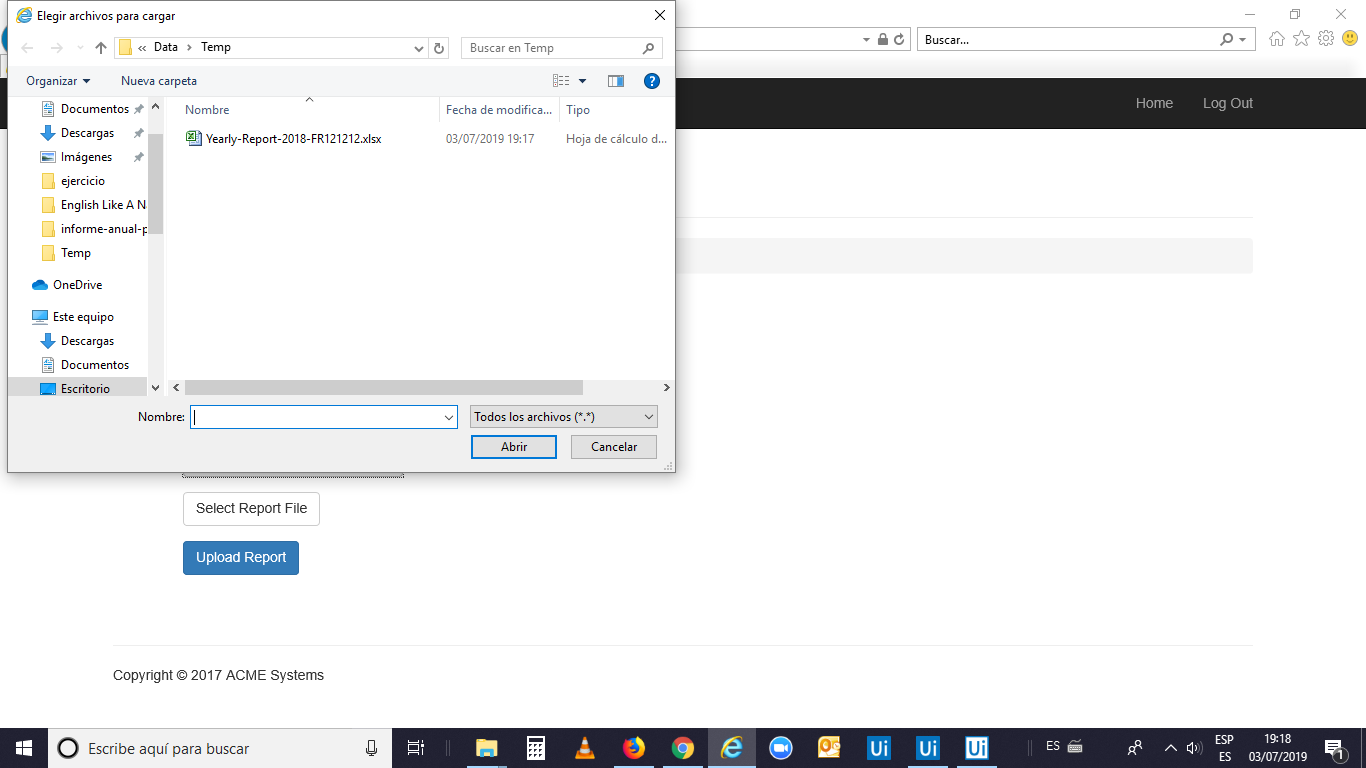 Elegir archivos para cargar
« Data > Temp
Buscar en Temp
Buscar...
Organizar
Nueva carpeta
Home
Log Out
Documentos
Descargas
Imágenes
ejercicio
English Like A N
informe-anual-p
Temp
OneDrive
Este equipo
Descargas
Documentos
Escritorio
Nombre
Fecha de modifica...
Tipo
Yearly-Report-2018-FR121212.xlsx
03/07/2019 19:17
Hoja de cálculo d...
Nombre:
Todos los archivos (*.*)
Abrir
Cancelar
Select Report File
Upload Report
Copyright © 2017 ACME Systems
Escribe aquí para buscar
Ui
Ui
Ui
ES
ESP
ES
19:18
03/07/2019
1